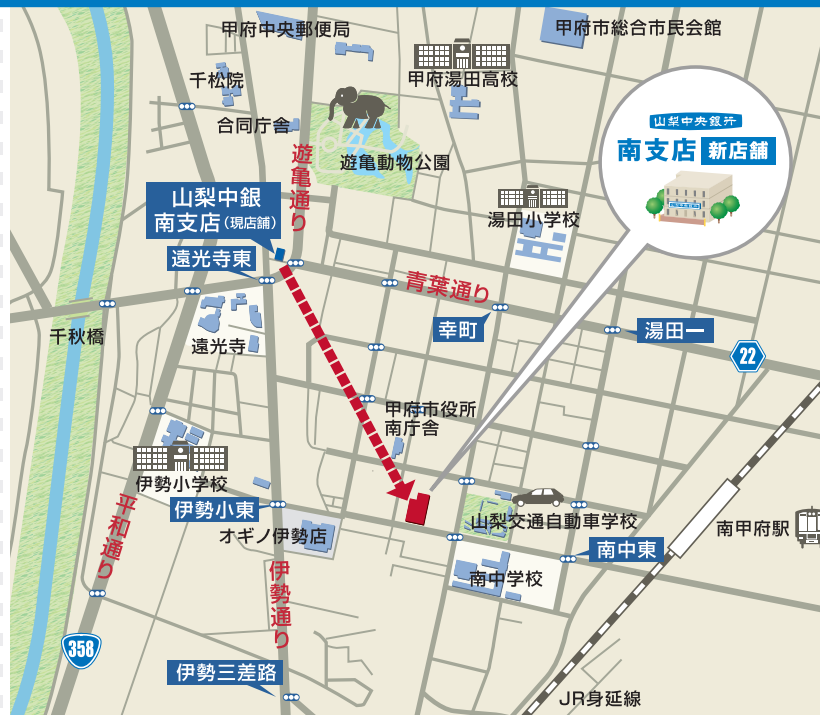 甲府中央郵便局
甲府市総合市民会館
千松院
甲府湯田高校
合同庁舎
遊亀通り
遊亀動物公園
山梨中央銀行
南支店 新店舗
山梨中銀
南支店(現店舗)
湯田小学校
遠光寺東
青葉通り
幸町
湯田一
千秋橋
遠光寺
22
甲府市役所
南庁舎
伊勢小学校
伊勢小東
平和通り
オギノ伊勢店
山梨交通自動車学校
南甲府駅
南中東
南中学校
伊勢通り
358
伊勢三差路
JR身延線